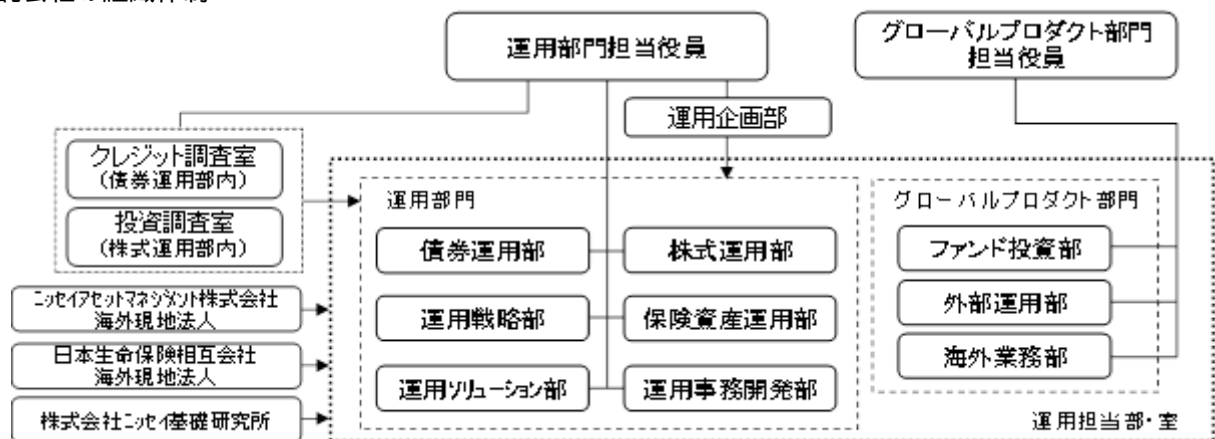 運用部門担当役員
グローバルプロダクト部門
担当役員
運用企画部
クレジット調査室
(債券運用部内)
投資調査室
(株式運用部内)
運用部門
債券運用部
株式運用部
運用戦略部
保険資産運用部
運用ソリューション部
運用事務開発部
グローバルプロダクト部門
ファンド投資部
外部運用部
海外業務部
ニッセイアセットマネジメント株式会社
海外現地法人
日本生命保険相互会社
海外現地法人
株式会社ニッセイ基礎研究所
運用担当部・室